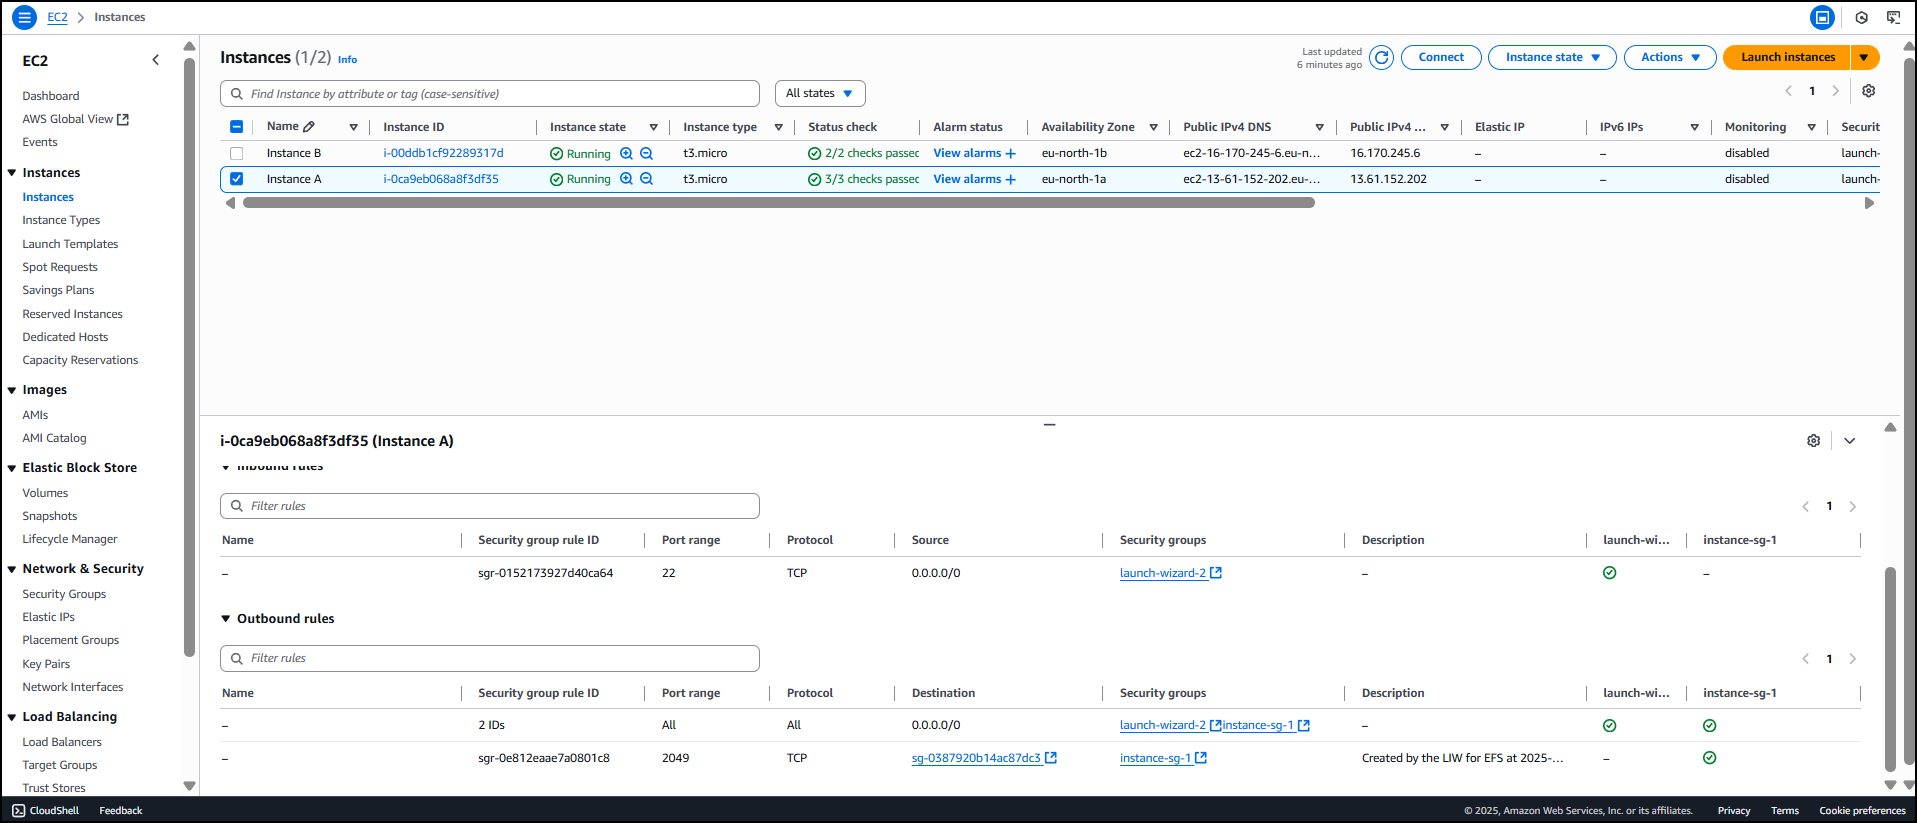 EC2 > Instances
EC2
Dashboard
AWS Global View
Events
Instances
Instances
Instance Types
Launch Templates
Spot Requests
Savings Plans
Reserved Instances
Dedicated Hosts
Capacity Reservations
Images
AMIs
AMI Catalog
Elastic Block Store
Volumes
Snapshots
Lifecycle Manager
Network & Security
Security Groups
Elastic IPs
Placement Groups
Key Pairs
Network Interfaces
Load Balancing
Load Balancers
Target Groups
Trust Stores
Instances (1/2) Info
Last updated
6 minutes ago
Connect
Instance state
Actions
Launch instances
Find Instance by attribute or tag (case-sensitive)
All states
1
Name Instance ID Instance state Instance type Status check Alarm status Availability Zone Public IPv4 DNS Public IPv4 ... Elastic IP IPv6 IPs Monitoring Securit
Instance B i-00ddb1cf92289317d Running t3.micro 2/2 checks passec View alarms + eu-north-1b ec2-16-170-245-6.eu-n... 16.170.245.6 – – disabled launch-
Instance A i-0ca9eb068a8f3df35 Running t3.micro 3/3 checks passec View alarms + eu-north-1a ec2-13-61-152-202.eu-... 13.61.152.202 – – disabled launch-
i-0ca9eb068a8f3df35 (Instance A)
Inbound rules
Filter rules
1
Name Security group rule ID Port range Protocol Source Security groups Description launch-wi... instance-sg-1
– sgr-0152173927d40ca64 22 TCP 0.0.0.0/0 launch-wizard-2 – –
Outbound rules
Filter rules
1
Name Security group rule ID Port range Protocol Destination Security groups Description launch-wi... instance-sg-1
– 2 IDs All All 0.0.0.0/0 launch-wizard-2 instance-sg-1 –
– sgr-0e812eaae7a0801c8 2049 TCP sg-0387920b14ac87dc3 instance-sg-1 Created by the LIW for EFS at 2025-... –
CloudShell Feedback © 2025, Amazon Web Services, Inc. or its affiliates. Privacy Terms Cookie preferences